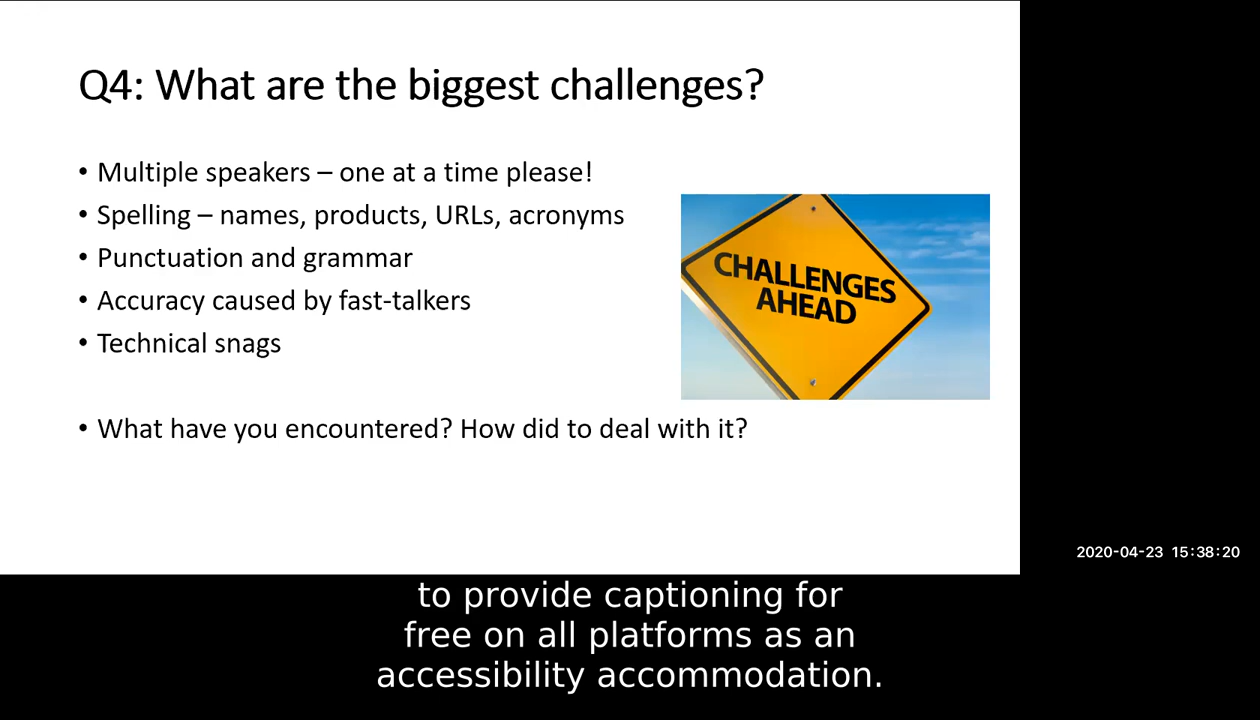 Q4: What are the biggest challenges?
• Multiple speakers – one at a time please!
• Spelling – names, products, URLs, acronyms
• Punctuation and grammar
• Accuracy caused by fast-talkers
• Technical snags
• What have you encountered? How did to deal with it?
CHALLENGES
AHEAD
2020-04-23 15:38:20
to provide captioning for
free on all platforms as an
accessibility accommodation.